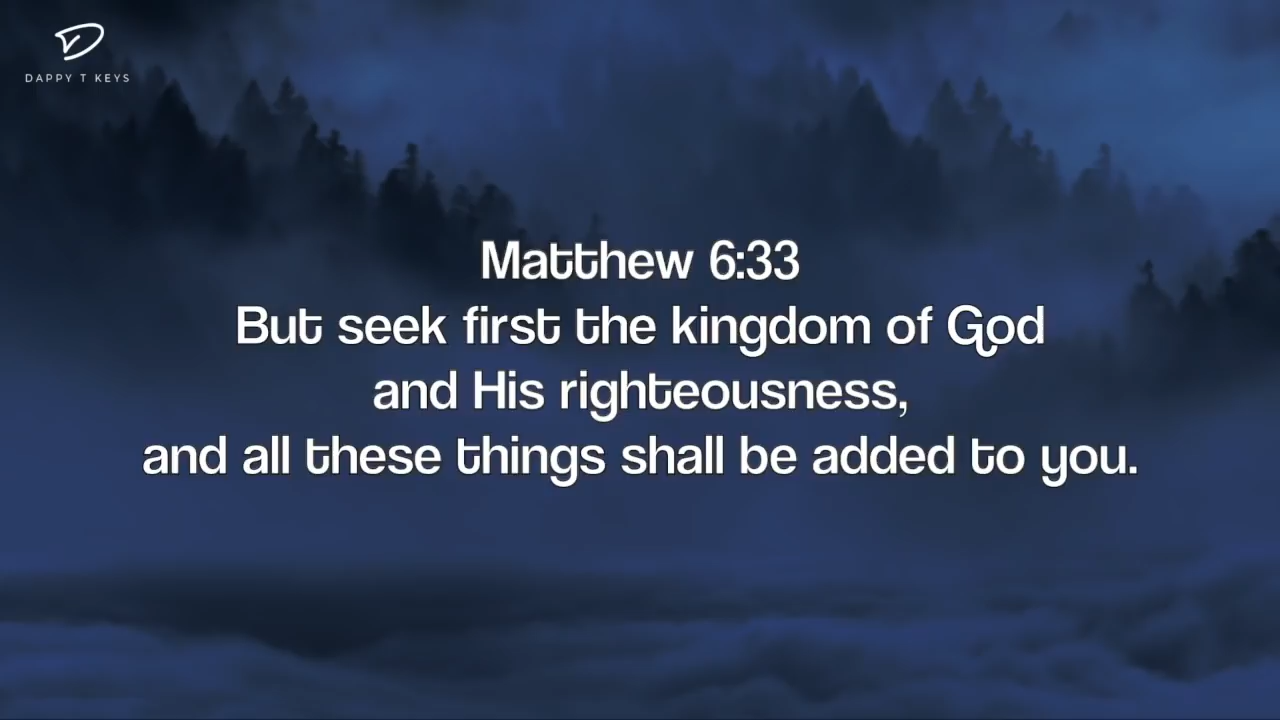 DAPPY T KEYS
Matthew 6:33
But seek first the kingdom of God
and His righteousness,
and all these things shall be added to you.